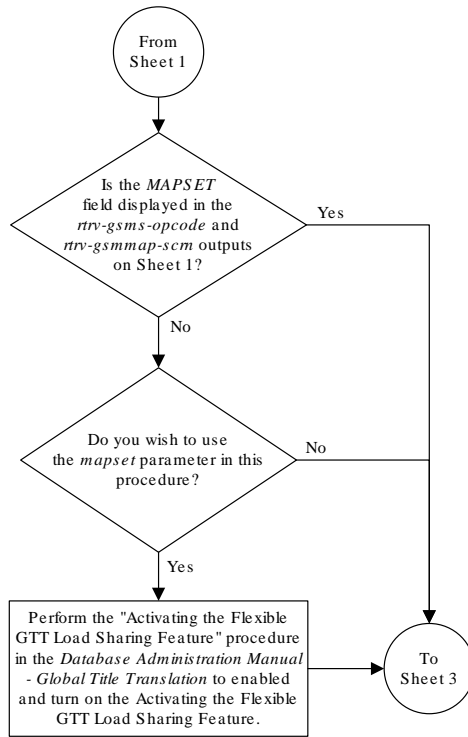 From
Sheet 1
Is the MAPSET
field displayed in the
rtrv-gsms-opcode and
rtrv-gsmmap-scrn outputs
on Sheet 1?
Yes
No
Do you wish to use
the mapset parameter in this
procedure?
No
Yes
Perform the "Activating the Flexible
GTT Load Sharing Feature" procedure
in the Database Administration Manual
- Global Title Translation to enabled
and turn on the Activating the Flexible
GTT Load Sharing Feature.
To
Sheet 3